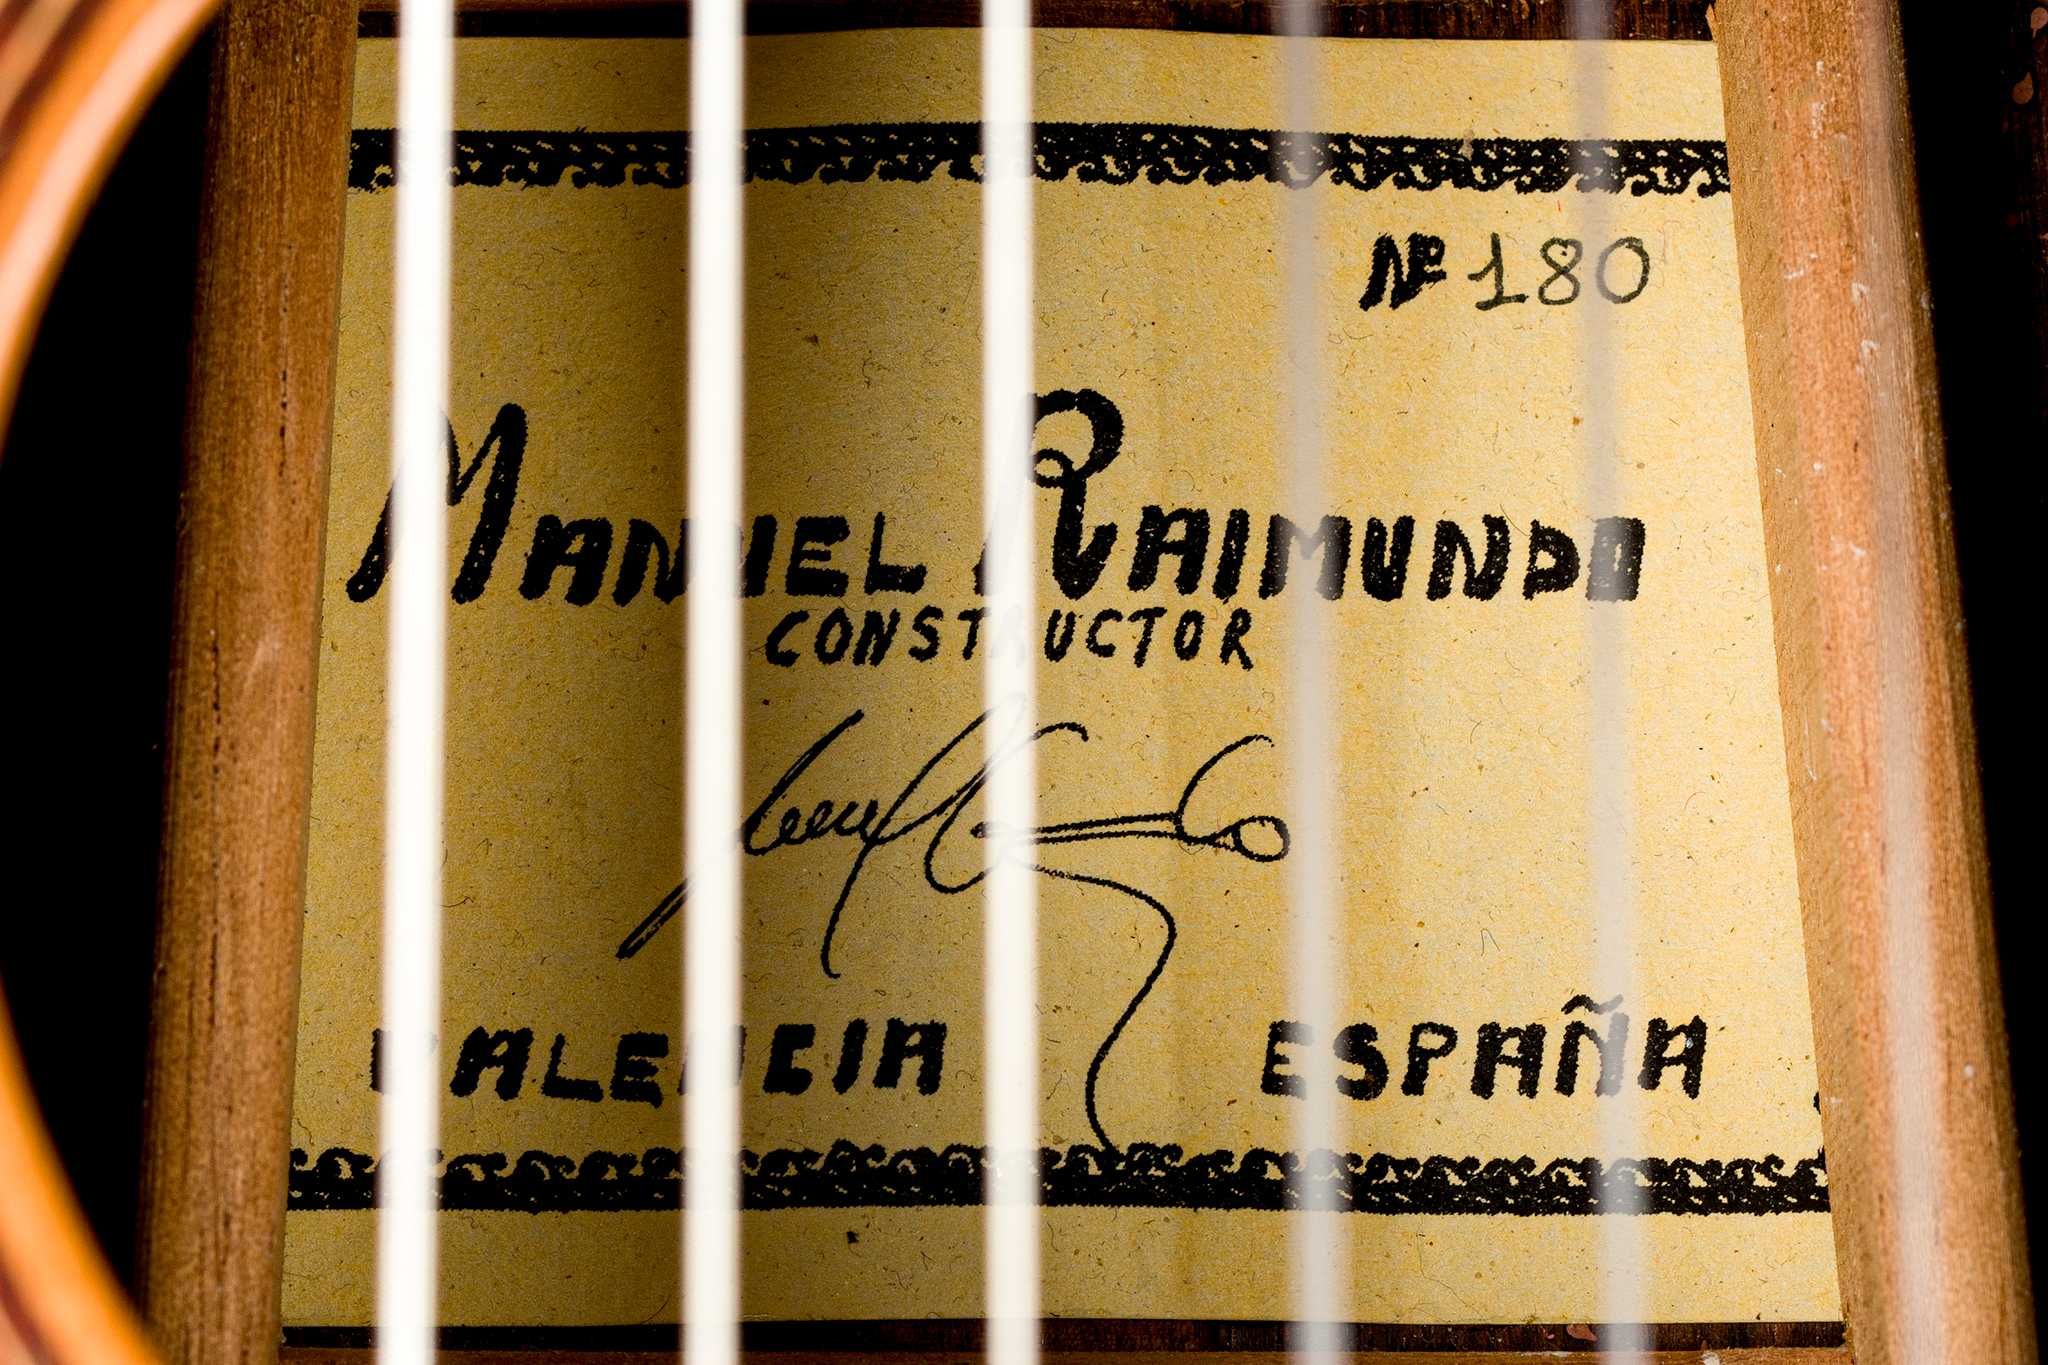 Nº 180
MANUEL RAIMUNDO
CONSTRUCTOR
VALENCIA ESPAÑA